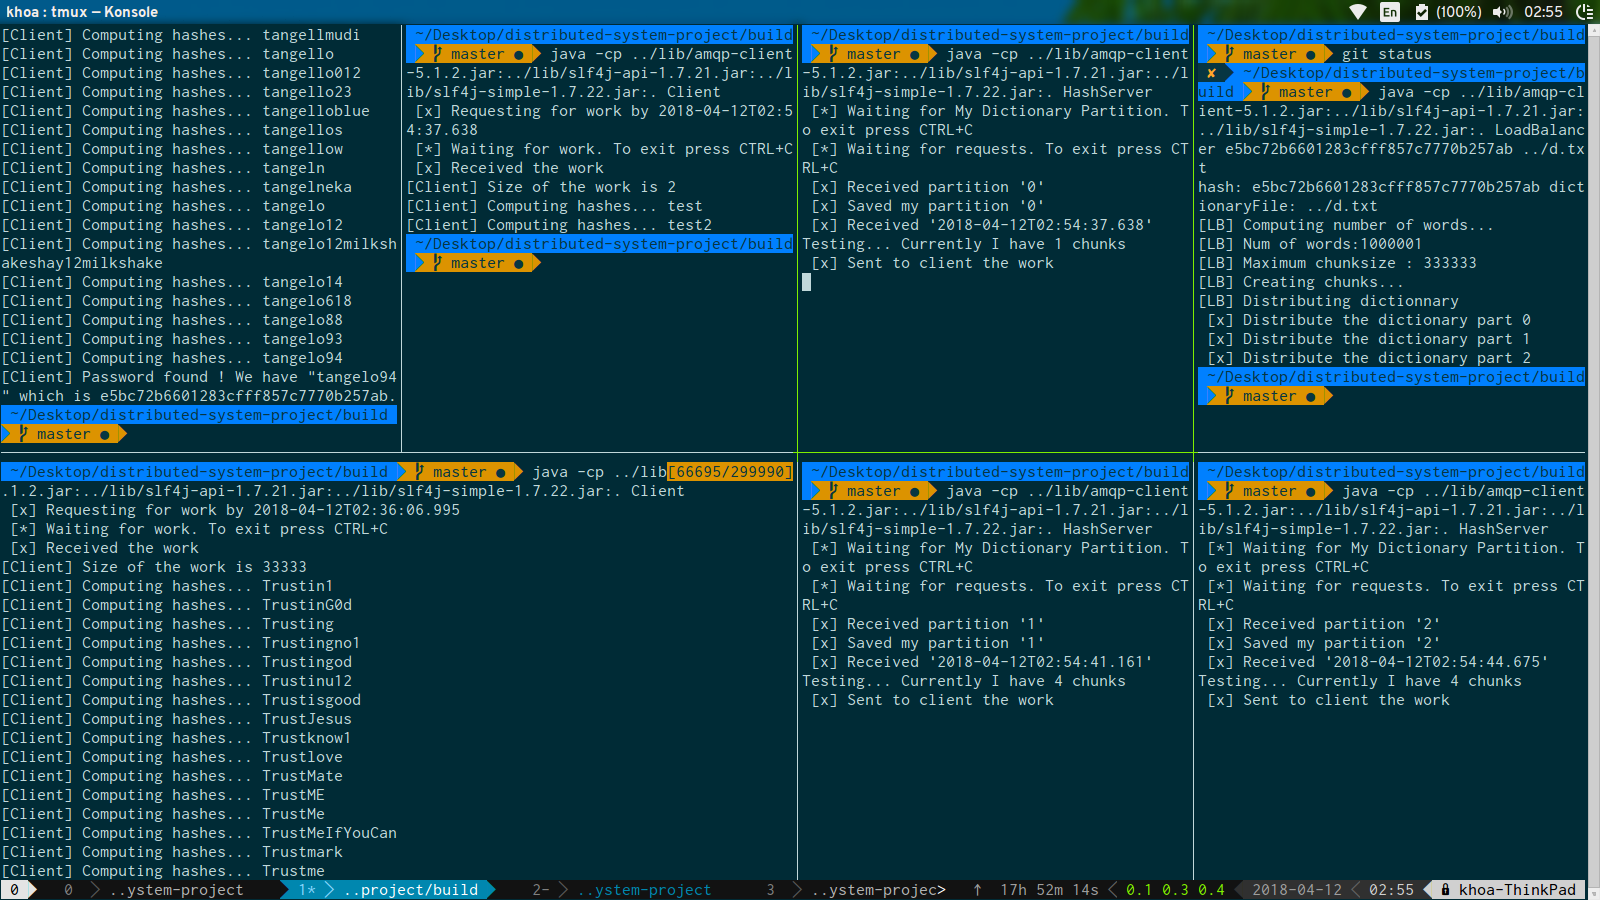 khoa : tmux — Konsole
En (100%) 02:55
[Client] Computing hashes... tangellmudi
[Client] Computing hashes... tangello
[Client] Computing hashes... tangello012
[Client] Computing hashes... tangello23
[Client] Computing hashes... tangelloblue
[Client] Computing hashes... tangellos
[Client] Computing hashes... tangellow
[Client] Computing hashes... tangeln
[Client] Computing hashes... tangelneka
[Client] Computing hashes... tangelo
[Client] Computing hashes... tangelo12
[Client] Computing hashes... tangelo12milksh
akeshay12milkshake
[Client] Computing hashes... tangelo14
[Client] Computing hashes... tangelo618
[Client] Computing hashes... tangelo88
[Client] Computing hashes... tangelo93
[Client] Computing hashes... tangelo94
[Client] Password found ! We have "tangelo94
" which is e5bc72b6601283cfff857c7770b257ab.
~/Desktop/distributed-system-project/build
master ●
~/Desktop/distributed-system-project/build
master ● java -cp ../lib/amqp-client
-5.1.2.jar:../lib/slf4j-api-1.7.21.jar:../l
ib/slf4j-simple-1.7.22.jar:. Client
[x] Requesting for work by 2018-04-12T02:5
4:37.638
[*] Waiting for work. To exit press CTRL+C
[x] Received the work
[Client] Size of the work is 2
[Client] Computing hashes... test
[Client] Computing hashes... test2
~/Desktop/distributed-system-project/build
master ●
~/Desktop/distributed-system-project/build
master ● java -cp ../lib/amqp-client
-5.1.2.jar:../lib/slf4j-api-1.7.21.jar:../l
ib/slf4j-simple-1.7.22.jar:. HashServer
[*] Waiting for My Dictionary Partition. T
o exit press CTRL+C
[*] Waiting for requests. To exit press CT
RL+C
[x] Received partition '0'
[x] Saved my partition '0'
[x] Received '2018-04-12T02:54:37.638'
Testing... Currently I have 1 chunks
[x] Sent to client the work
~/Desktop/distributed-system-project/build
master ● git status
✘ ~/Desktop/distributed-system-project/b
uild master ● java -cp ../lib/amqp-cl
ient-5.1.2.jar:../lib/slf4j-api-1.7.21.jar:
../lib/slf4j-simple-1.7.22.jar:. LoadBalanc
er e5bc72b6601283cfff857c7770b257ab ../d.tx
t
hash: e5bc72b6601283cfff857c7770b257ab dict
ionaryFile: ../d.txt
[LB] Computing number of words...
[LB] Num of words:1000001
[LB] Maximum chunksize : 333333
[LB] Creating chunks...
[LB] Distributing dictionnary
[x] Distribute the dictionary part 0
[x] Distribute the dictionary part 1
[x] Distribute the dictionary part 2
~/Desktop/distributed-system-project/build
master ●
~/Desktop/distributed-system-project/build master ● java -cp ../lib[66695/299990]
.1.2.jar:../lib/slf4j-api-1.7.21.jar:../lib/slf4j-simple-1.7.22.jar:. Client
[x] Requesting for work by 2018-04-12T02:36:06.995
[*] Waiting for work. To exit press CTRL+C
[x] Received the work
[Client] Size of the work is 33333
[Client] Computing hashes... Trustin1
[Client] Computing hashes... TrustinG0d
[Client] Computing hashes... Trusting
[Client] Computing hashes... Trustingno1
[Client] Computing hashes... Trustingod
[Client] Computing hashes... Trustinu12
[Client] Computing hashes... Trustisgood
[Client] Computing hashes... TrustJesus
[Client] Computing hashes... Trustknow1
[Client] Computing hashes... Trustlove
[Client] Computing hashes... TrustMate
[Client] Computing hashes... TrustME
[Client] Computing hashes... TrustMe
[Client] Computing hashes... TrustMeIfYouCan
[Client] Computing hashes... Trustmark
[Client] Computing hashes... Trustme
~/Desktop/distributed-system-project/build
master ● java -cp ../lib/amqp-client
-5.1.2.jar:../lib/slf4j-api-1.7.21.jar:../l
ib/slf4j-simple-1.7.22.jar:. HashServer
[*] Waiting for My Dictionary Partition. T
o exit press CTRL+C
[*] Waiting for requests. To exit press CT
RL+C
[x] Received partition '1'
[x] Saved my partition '1'
[x] Received '2018-04-12T02:54:41.161'
Testing... Currently I have 4 chunks
[x] Sent to client the work
~/Desktop/distributed-system-project/build
master ● java -cp ../lib/amqp-client
-5.1.2.jar:../lib/slf4j-api-1.7.21.jar:../l
ib/slf4j-simple-1.7.22.jar:. HashServer
[*] Waiting for My Dictionary Partition. T
o exit press CTRL+C
[*] Waiting for requests. To exit press CT
RL+C
[x] Received partition '2'
[x] Saved my partition '2'
[x] Received '2018-04-12T02:54:44.675'
Testing... Currently I have 4 chunks
[x] Sent to client the work
0 0 ..ystem-project 1* ..project/build 2- ..ystem-project 3 ..ystem-projec> ↑ 17h 52m 14s 0.1 0.3 0.4 2018-04-12 02:55 khoa-ThinkPad